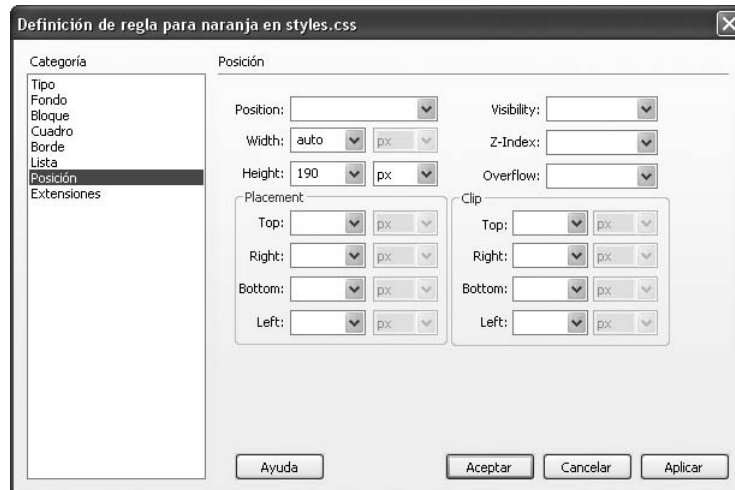 Definición de regla para naranja en styles.css
Categoría
Tipo
Fondo
Bloque
Cuadro
Borde
Lista
Posición
Extensiones
Posición
Position:
Visibility:
Width: auto px
Z-Index:
Height: 190 px
Overflow:
Placement
Top: px
Right: px
Bottom: px
Left: px
Clip
Top: px
Right: px
Bottom: px
Left: px
Ayuda
Aceptar
Cancelar
Aplicar